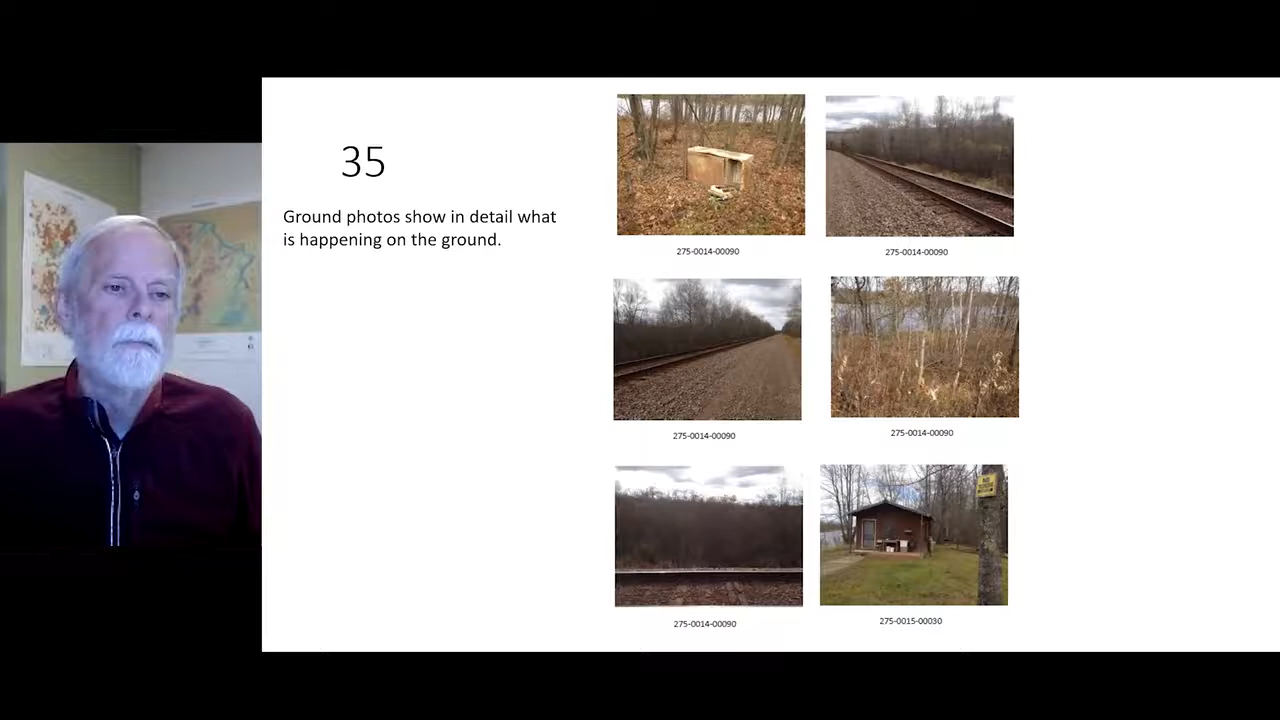 35
Ground photos show in detail what
is happening on the ground.
275-0014-00090
275-0014-00090
275-0014-00090
275-0014-00090
275-0014-00090
275-0015-00030
NO